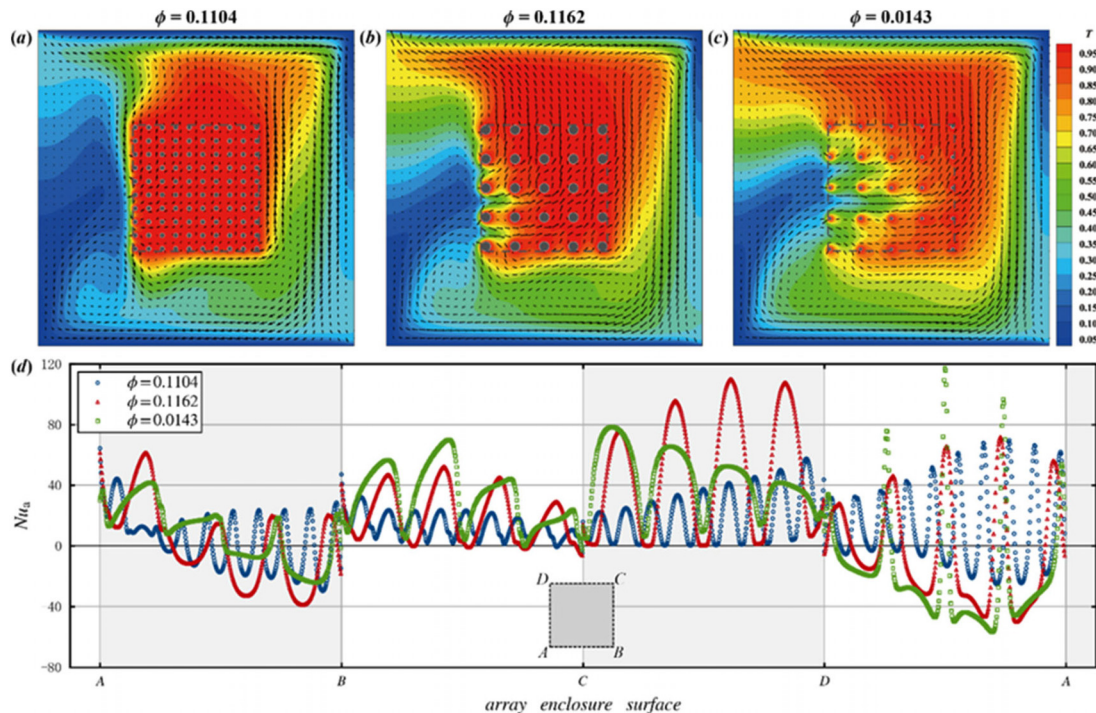 ϕ = 0.1104
ϕ = 0.1162
ϕ = 0.0143
(a)
(b)
(c)
T
0.95
0.90
0.85
0.80
0.75
0.70
0.65
0.60
0.55
0.50
0.45
0.40
0.35
0.30
0.25
0.20
0.15
0.10
0.05
(d)
120
80
40
0
40
−80
Nuₐ
ϕ = 0.1104
ϕ = 0.1162
ϕ = 0.0143
D C
A B
A B C D A
array enclosure surface